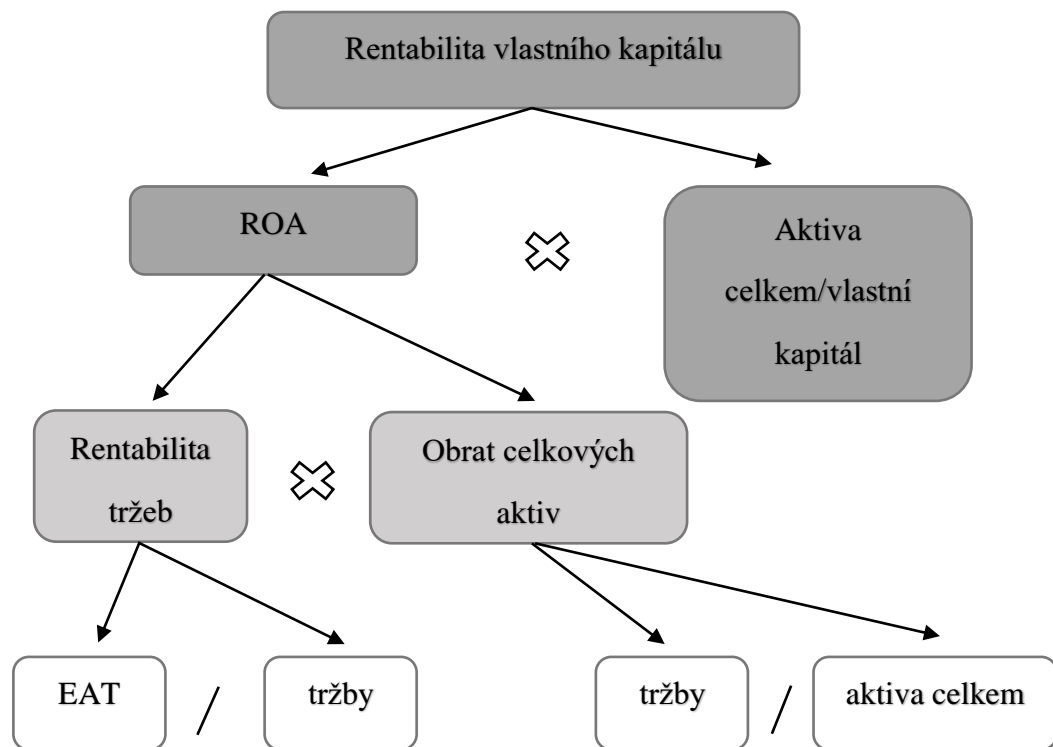 Rentabilita vlastního kapitálu
ROA
Aktiva
celkem/vlastní
kapitál
Rentabilita
tržeb
Obrat celkových
aktiv
EAT
/
tržby
tržby
/
aktiva celkem